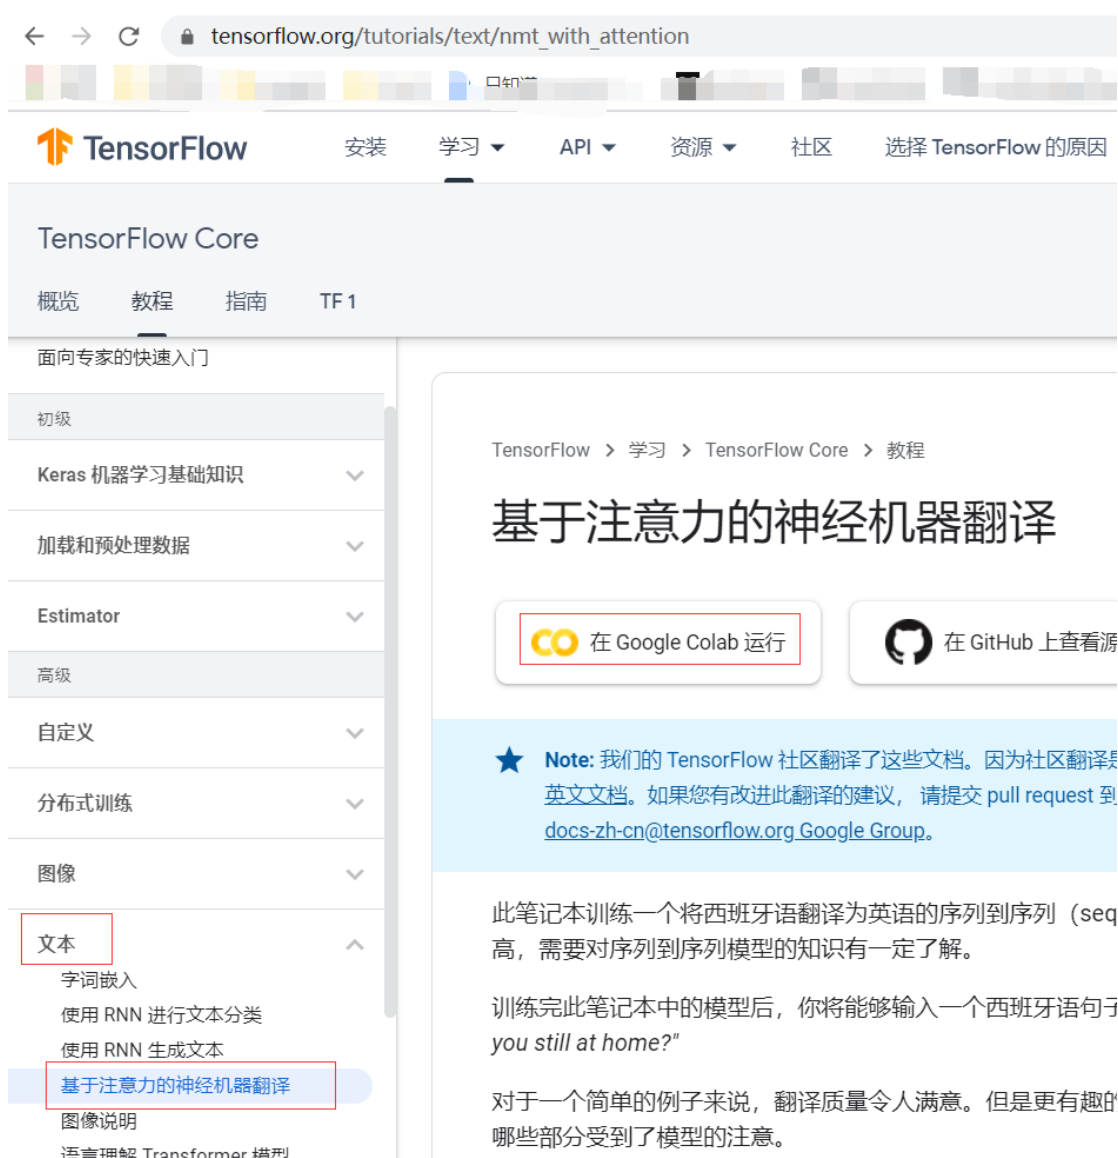 tensorflow.org/tutorials/text/nmt_with_attention
TensorFlow
安装
学习
API
资源
社区
选择 TensorFlow 的原因
TensorFlow Core
概览
教程
指南
TF 1
面向专家的快速入门
初级
Keras 机器学习基础知识
加载和预处理数据
Estimator
高级
自定义
分布式训练
图像
文本
字词嵌入
使用 RNN 进行文本分类
使用 RNN 生成文本
基于注意力的神经机器翻译
图像说明
语言理解 Transformer 模型
TensorFlow > 学习 > TensorFlow Core > 教程
基于注意力的神经机器翻译
在 Google Colab 运行
在 GitHub 上查看源
Note: 我们的 TensorFlow 社区翻译了这些文档。因为社区翻译是
英文文档。如果您有改进此翻译的建议， 请提交 pull request 到
docs-zh-cn@tensorflow.org Google Group。
此笔记本训练一个将西班牙语翻译为英语的序列到序列（seq
高，需要对序列到序列模型的知识有一定了解。
训练完此笔记本中的模型后，你将能够输入一个西班牙语句子
you still at home?"
对于一个简单的例子来说，翻译质量令人满意。但是更有趣的
哪些部分受到了模型的注意。